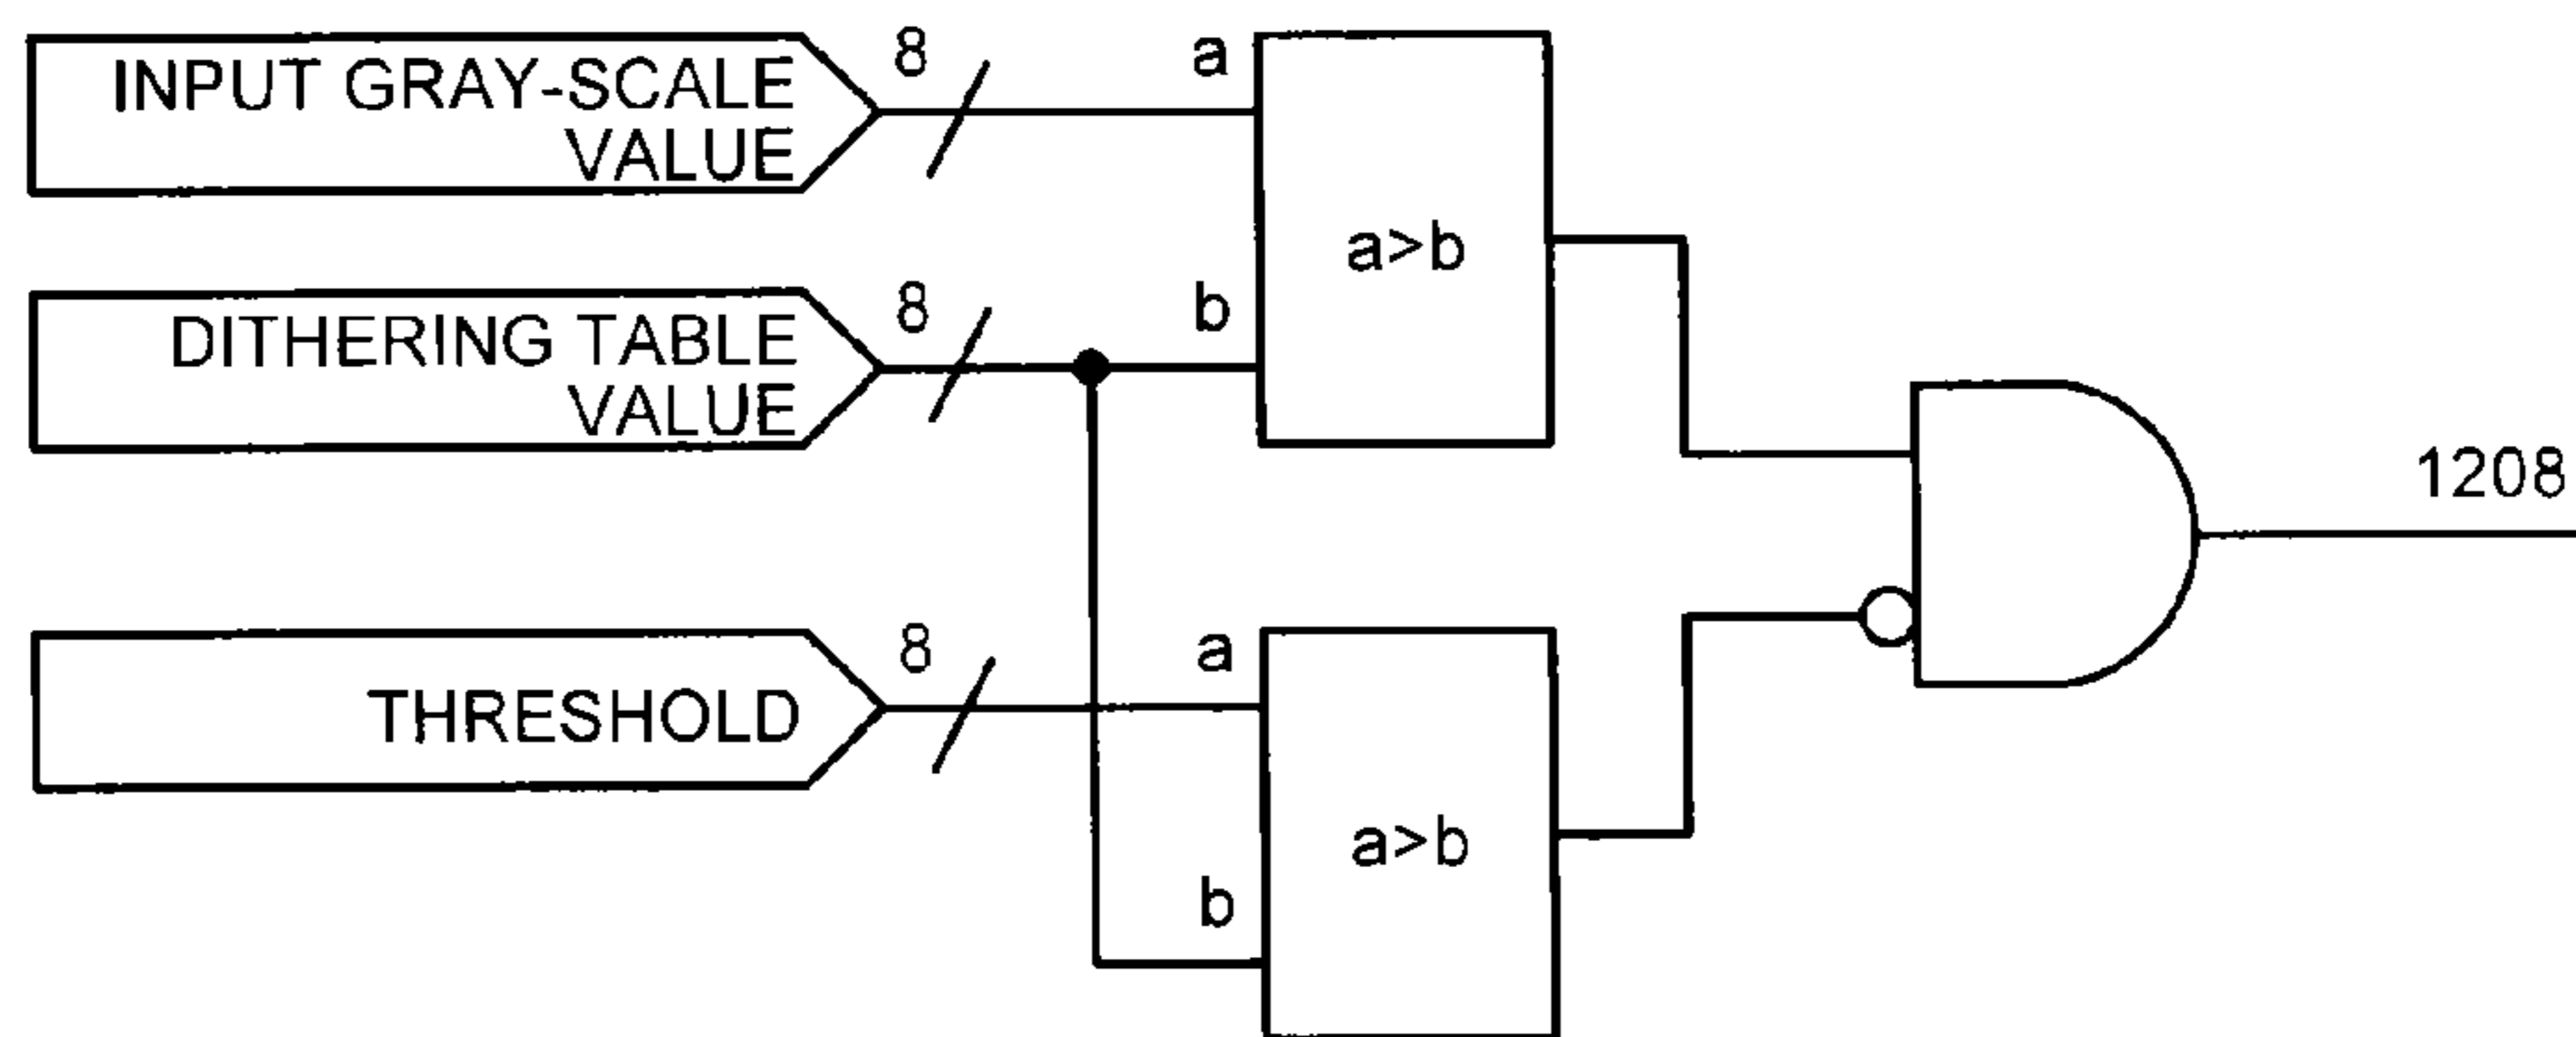 INPUT GRAY-SCALE
VALUE
8
a
a>b
DITHERING TABLE
VALUE
8
b
1208
THRESHOLD
8
a
a>b
b